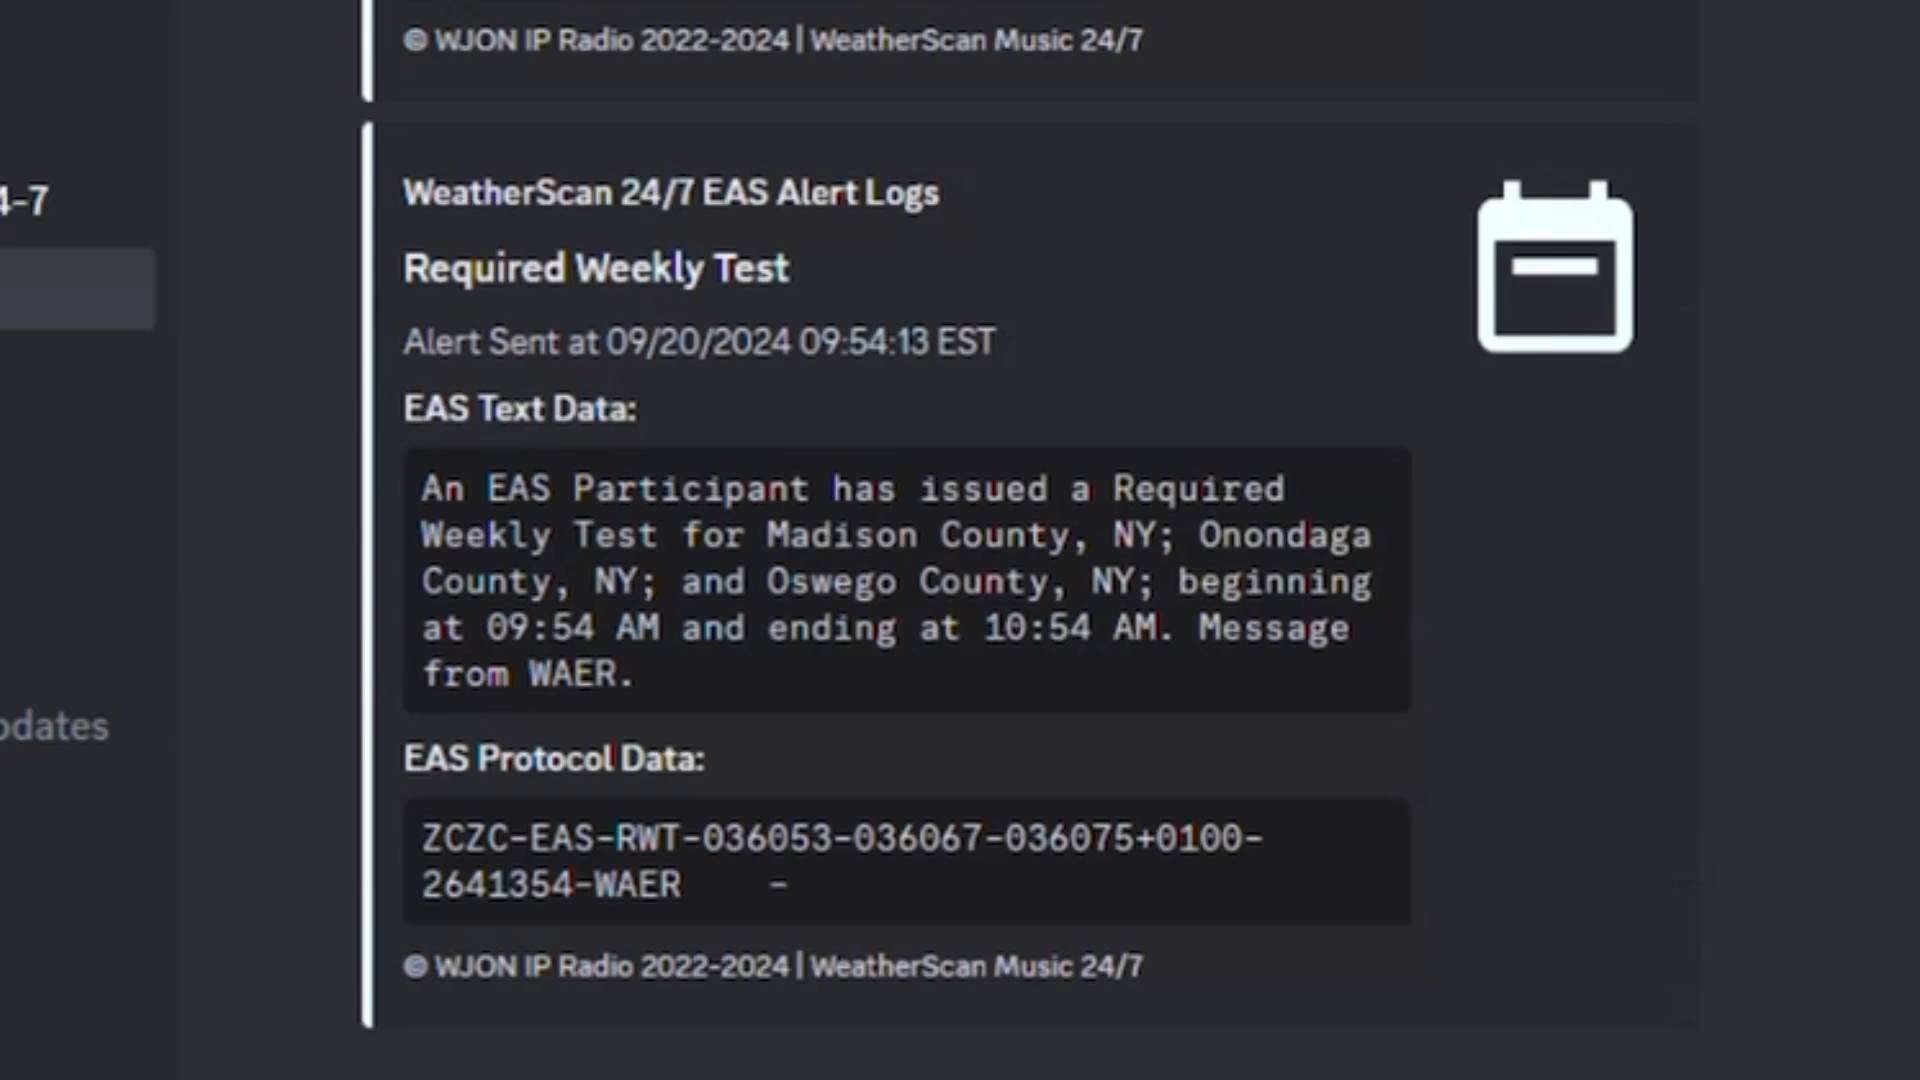 © WJON IP Radio 2022-2024 | WeatherScan Music 24/7
4-7
WeatherScan 24/7 EAS Alert Logs
Required Weekly Test
Alert Sent at 09/20/2024 09:54:13 EST
EAS Text Data:
An EAS Participant has issued a Required
Weekly Test for Madison County, NY; Onondaga
County, NY; and Oswego County, NY; beginning
at 09:54 AM and ending at 10:54 AM. Message
from WAER.
pdates
EAS Protocol Data:
ZCZC-EAS-RWT-036053-036067-036075+0100-
2641354-WAER    -
© WJON IP Radio 2022-2024 | WeatherScan Music 24/7